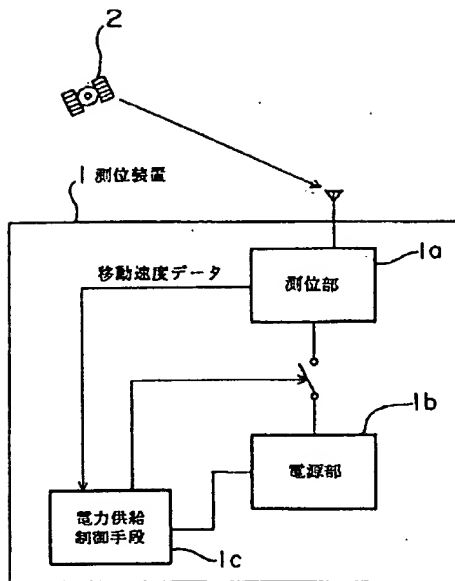 2
1 測位装置
1a
測位部
移動速度データ
1b
電源部
電力供給
制御手段
1c